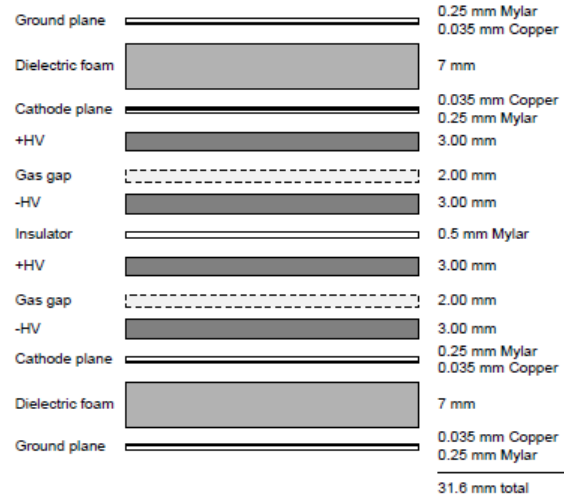 Ground plane 0.25 mm Mylar
0.035 mm Copper
Dielectric foam 7 mm
Cathode plane 0.035 mm Copper
0.25 mm Mylar
+HV 3.00 mm
Gas gap 2.00 mm
-HV 3.00 mm
Insulator 0.5 mm Mylar
+HV 3.00 mm
Gas gap 2.00 mm
-HV 3.00 mm
Cathode plane 0.25 mm Mylar
0.035 mm Copper
Dielectric foam 7 mm
Ground plane 0.035 mm Copper
0.25 mm Mylar
31.6 mm total